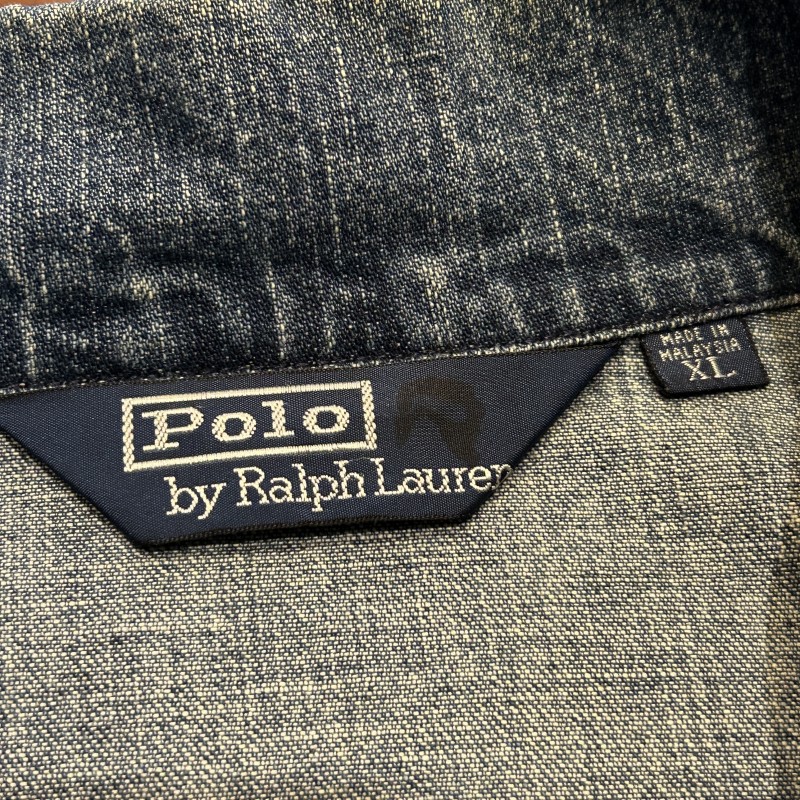 Polo
by Ralph Lauren
MADE IN
MALAYSIA
XL